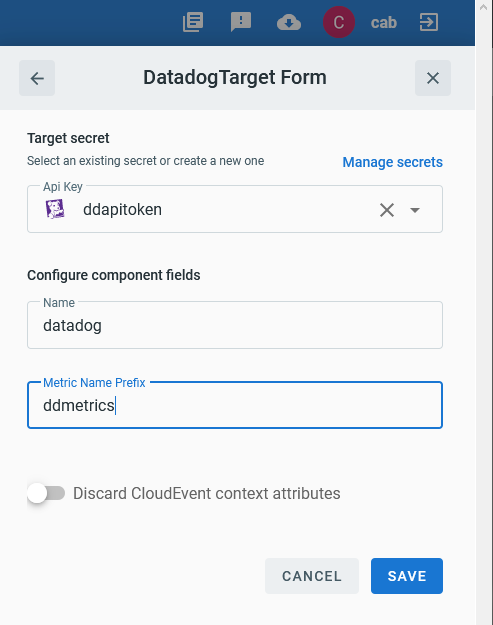 C cab
DatadogTarget Form
Target secret
Select an existing secret or create a new one
Manage secrets
Api Key
ddapitoken
Configure component fields
Name
datadog
Metric Name Prefix
ddmetrics
Discard CloudEvent context attributes
CANCEL SAVE